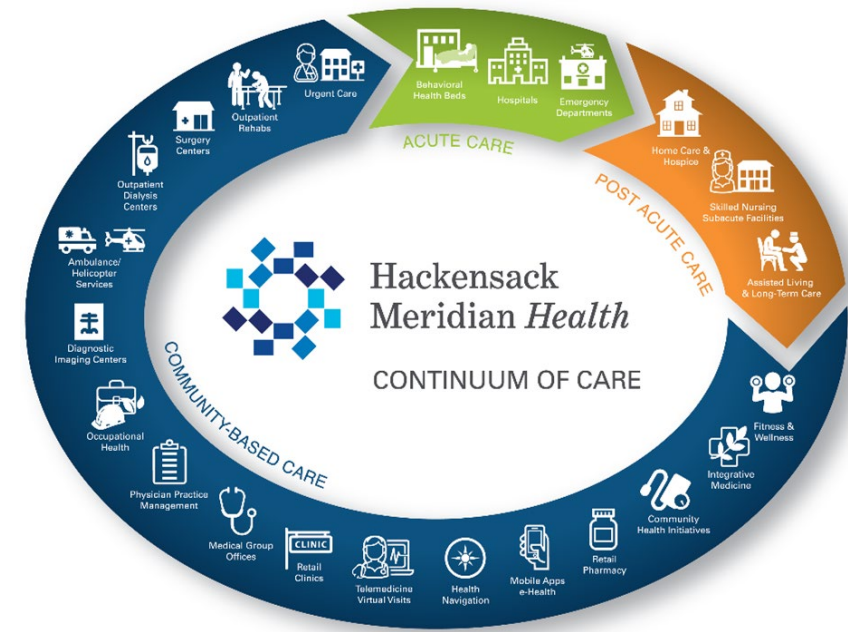 Urgent Care
Outpatient
Rehabs
Surgery
Centers
Outpatient
Dialysis
Centers
Ambulance/
Helicopter
Services
Diagnostic
Imaging Centers
Occupational
Health
Physician Practice
Management
Medical Group
Offices
CLINIC
Retail
Clinics
Telemedicine
Virtual Visits
Health
Navigation
Mobile Apps
e-Health
Retail
Pharmacy
Community
Health Initiatives
Integrative
Medicine
Fitness &
Wellness
COMMUNITY-BASED CARE
Behavioral
Health Beds
Hospitals
Emergency
Departments
ACUTE CARE
Home Care &
Hospice
Skilled Nursing
Subacute Facilities
Assisted Living
& Long-Term Care
POST ACUTE CARE
Hackensack
Meridian Health
CONTINUUM OF CARE